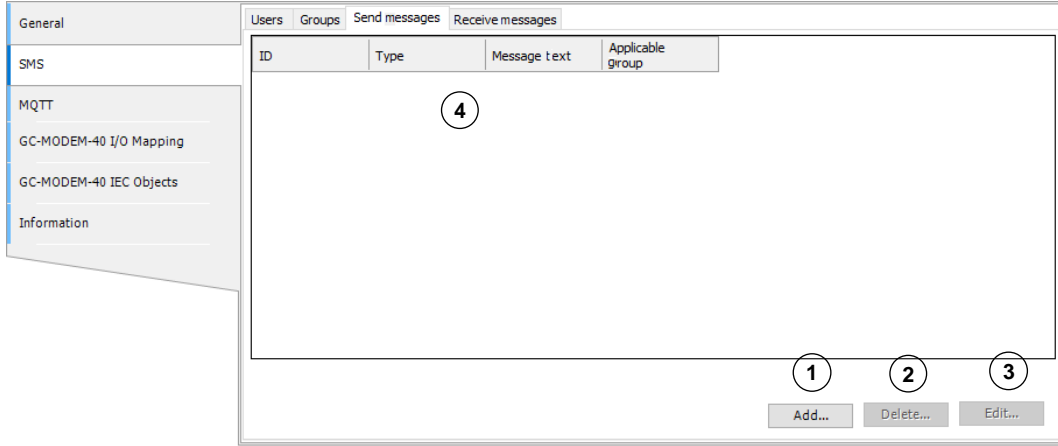 General
SMS
MQTT
GC-MODEM-40 I/O Mapping
GC-MODEM-40 IEC Objects
Information
Users Groups Send messages Receive messages
ID Type Message text Applicable group
4
1 2 3
Add... Delete... Edit...